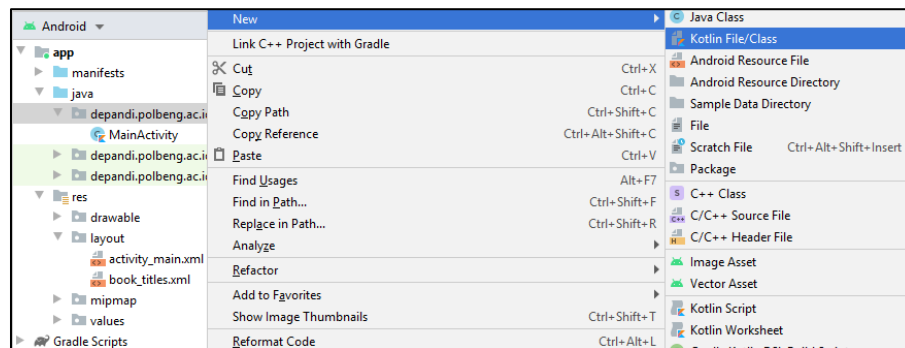 Android
app
manifests
java
depandi.polbeng.ac.i
MainActivity
depandi.polbeng.ac.i
depandi.polbeng.ac.i
res
drawable
layout
activity_main.xml
book_titles.xml
mipmap
values
Gradle Scripts
New
Link C++ Project with Gradle
Cut Ctrl+X
Copy Ctrl+C
Copy Path Ctrl+Shift+C
Copy Reference Ctrl+Alt+Shift+C
Paste Ctrl+V
Find Usages Alt+F7
Find in Path... Ctrl+Shift+F
Replace in Path... Ctrl+Shift+R
Analyze
Refactor
Add to Favorites
Show Image Thumbnails Ctrl+Shift+T
Reformat Code Ctrl+Alt+L
Java Class
Kotlin File/Class
Android Resource File
Android Resource Directory
Sample Data Directory
File
Scratch File Ctrl+Alt+Shift+Insert
Package
C++ Class
C/C++ Source File
C/C++ Header File
Image Asset
Vector Asset
Kotlin Script
Kotlin Worksheet